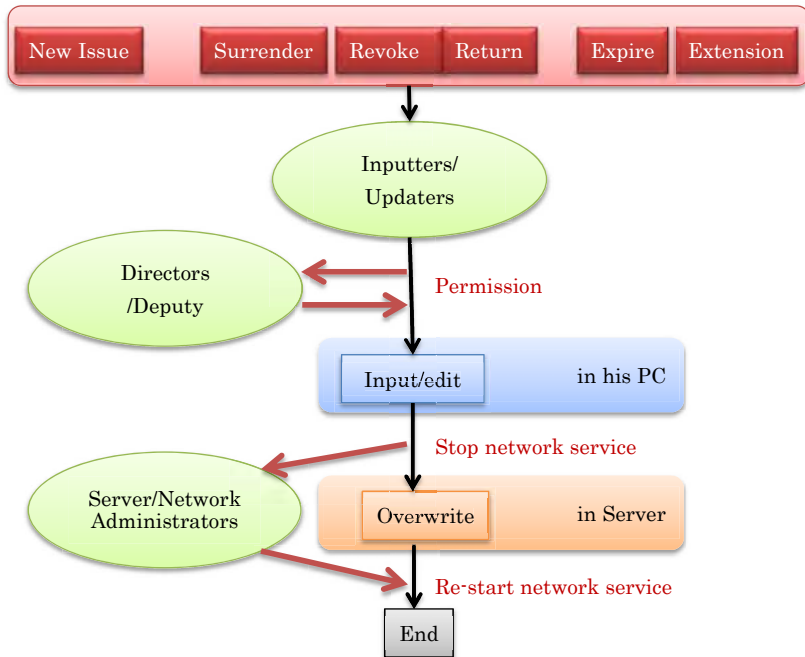 New Issue
Surrender
Revoke
Return
Expire
Extension
Inputters/
Updaters
Directors
/Deputy
Permission
Input/edit
in his PC
Stop network service
Server/Network
Administrators
Overwrite
in Server
Re-start network service
End